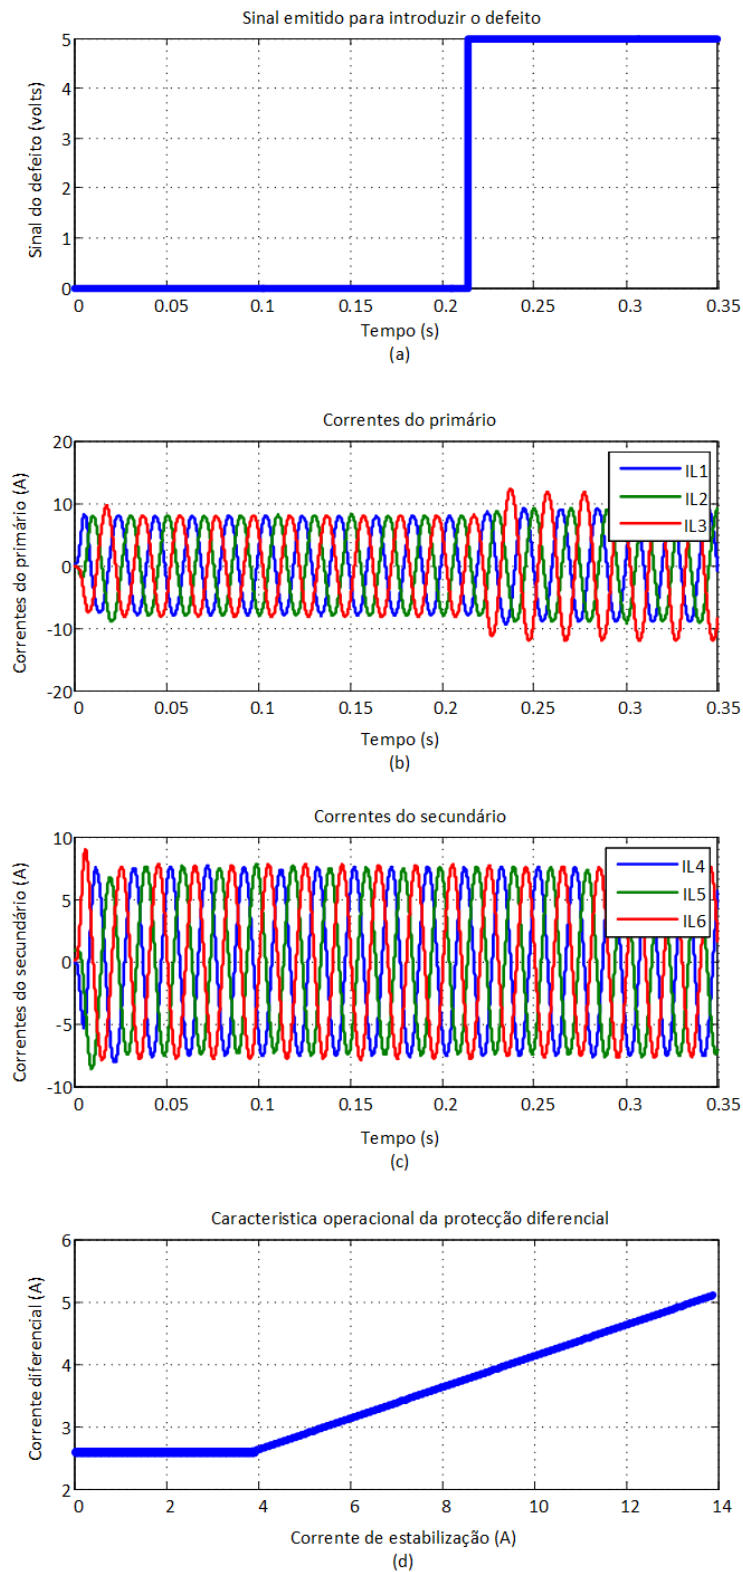 Sinal emitido para introduzir o defeito
Sinal do defeito (volts)
5
4
3
2
1
0
0 0.05 0.1 0.15 0.2 0.25 0.3 0.35
Tempo (s)
(a)
Correntes do primário
Correntes do primário (A)
20
10
0
-10
-20
IL1
IL2
IL3
0 0.05 0.1 0.15 0.2 0.25 0.3 0.35
Tempo (s)
(b)
Correntes do secundário
Correntes do secundário (A)
10
5
0
-5
-10
IL4
IL5
IL6
0 0.05 0.1 0.15 0.2 0.25 0.3 0.35
Tempo (s)
(c)
Caracteristica operacional da protecção diferencial
Corrente diferencial (A)
6
5
4
3
2
0 2 4 6 8 10 12 14
Corrente de estabilização (A)
(d)